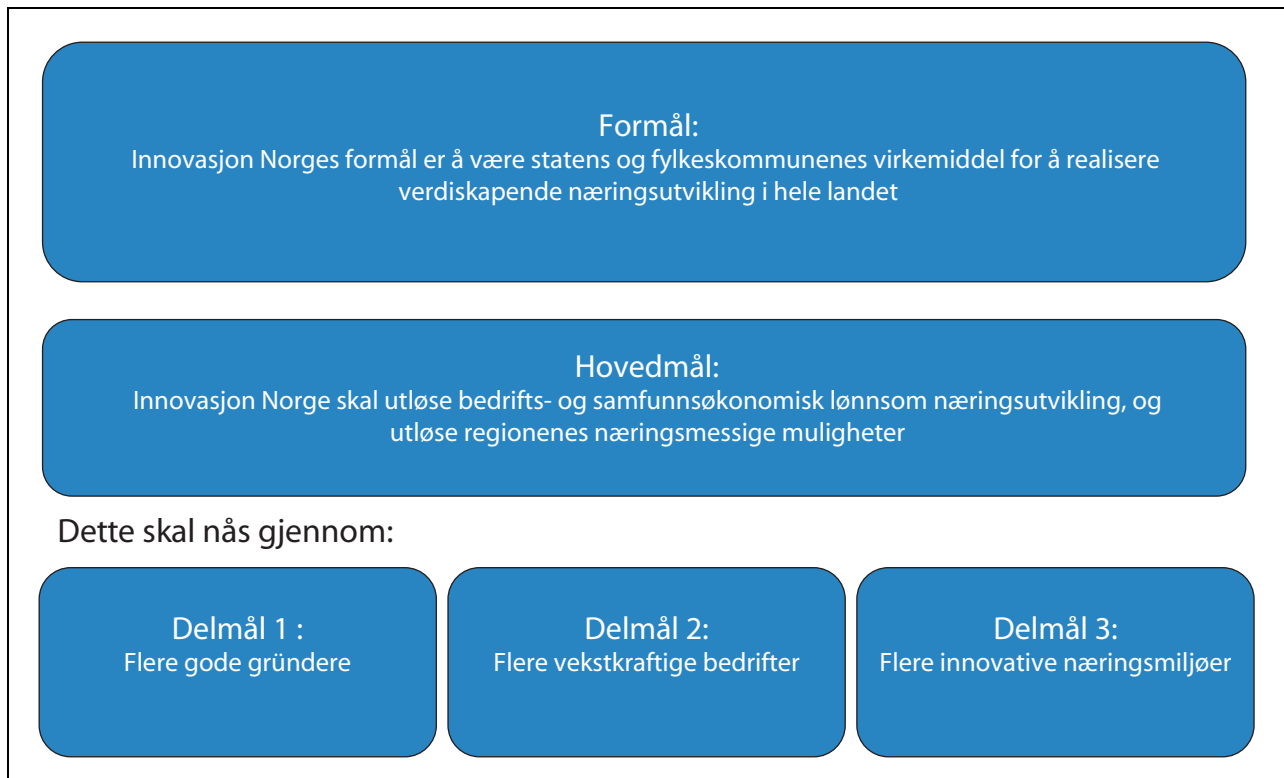 Formål:
Innovasjon Norges formål er å være statens og fylkeskommunenes virkemiddel for å realisere
verdiskapende næringsutvikling i hele landet
Hovedmål:
Innovasjon Norge skal utløse bedrifts- og samfunnsøkonomisk lønnsom næringsutvikling, og
utløse regionenes næringsmessige muligheter
Dette skal nås gjennom:
Delmål 1 :
Flere gode gründere
Delmål 2:
Flere vekstkraftige bedrifter
Delmål 3:
Flere innovative næringsmiljøer